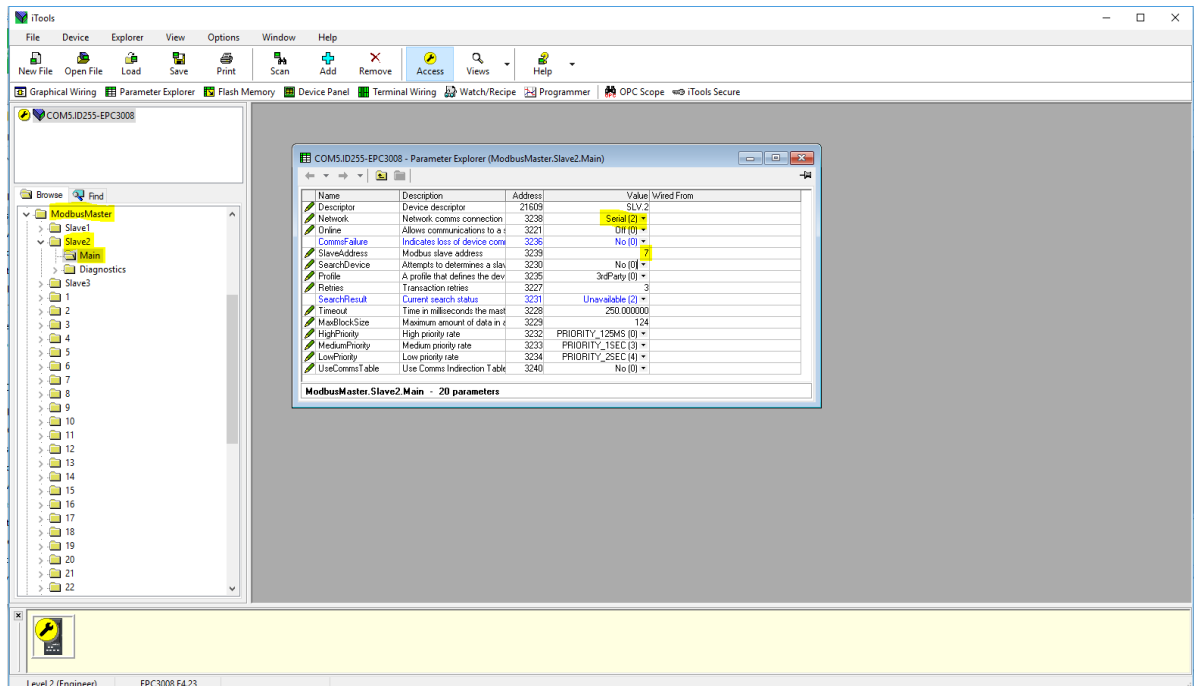 iTools
File Device Explorer View Options Window Help
New File Open File Load Save Print Scan Add Remove Access Views Help
Graphical Wiring Parameter Explorer Flash Memory Device Panel Terminal Wiring Watch/Recipe Programmer OPC Scope iTools Secure
COM5.ID255-EPC3008
Browse Find
ModbusMaster
Slave1
Slave2
Main
Diagnostics
Slave3
1
2
3
4
5
6
7
8
9
10
11
12
13
14
15
16
17
18
19
20
21
22
COM5.ID255-EPC3008 - Parameter Explorer (ModbusMaster.Slave2.Main)
Name Description Address Value Wired From
Descriptor Device descriptor 21609 SLV.2
Network Network comms connection 3238 Serial (2)
Online Allows communications to a s 3221 Off (0)
CommsFailure Indicates loss of device com 3236 No (0)
SlaveAddress Modbus slave address 3239 7
SearchDevice Attempts to determines a slav 3230 No (0)
Profile A profile that defines the dev 3235 3rdParty (0)
Retries Transaction retries 3227 3
SearchResult Current search status 3231 Unavailable (2)
Timeout Time in milliseconds the mast 3228 250.000000
MaxBlockSize Maximum amount of data in a 3229 124
HighPriority High priority rate 3232 PRIORITY_125MS (0)
MediumPriority Medium priority rate 3233 PRIORITY_1SEC (3)
LowPriority Low priority rate 3234 PRIORITY_2SEC (4)
UseCommsTable Use Comms Indirection Table 3240 No (0)
ModbusMaster.Slave2.Main - 20 parameters
Level 2 (Engineer) EPC3008 E4.23